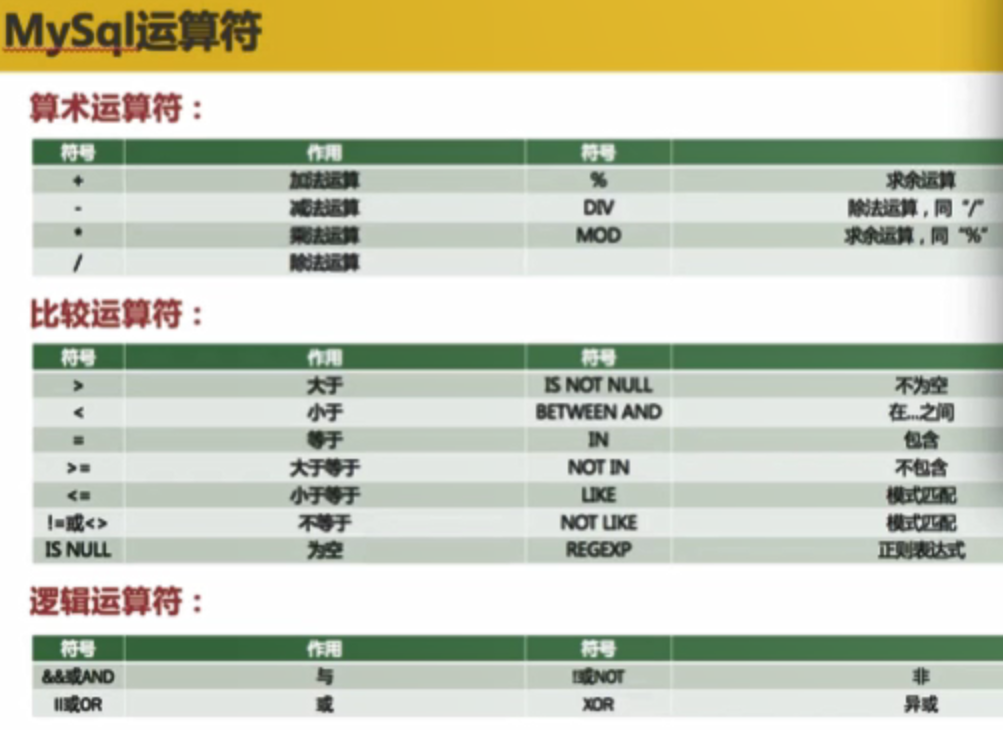 MySql运算符
算术运算符：
符号 作用 符号
+ 加法运算 % 求余运算
- 减法运算 DIV 除法运算，同“/”
* 乘法运算 MOD 求余运算，同“%”
/ 除法运算
比较运算符：
符号 作用 符号
> 大于 IS NOT NULL 不为空
< 小于 BETWEEN AND 在...之间
= 等于 IN 包含
>= 大于等于 NOT IN 不包含
<= 小于等于 LIKE 模式匹配
!=或<> 不等于 NOT LIKE 模式匹配
IS NULL 为空 REGEXP 正则表达式
逻辑运算符：
符号 作用 符号
&&或AND 与 !或NOT 非
||或OR 或 XOR 异或